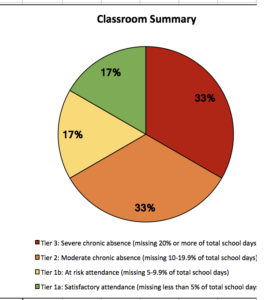 Classroom Summary
17%
33%
17%
33%
Tier 3: Severe chronic absence (missing 20% or more of total school days
Tier 2: Moderate chronic absence (missing 10-19.9% of total school days
Tier 1b: At risk attendance (missing 5-9.9% of total school days)
Tier 1a: Satisfactory attendance (missing less than 5% of total school